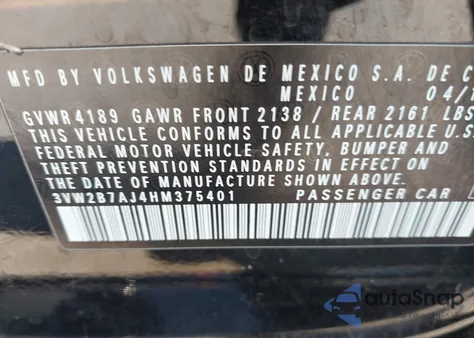 MFD BY VOLKSWAGEN DE MEXICO S.A. DE C
MEXICO 04/1
GVWR 4189 GAWR FRONT 2138 / REAR 2161 LBS
THIS VEHICLE CONFORMS TO ALL APPLICABLE U.S
FEDERAL MOTOR VEHICLE SAFETY, BUMPER AND
THEFT PREVENTION STANDARDS IN EFFECT ON
THE DATE OF MANUFACTURE SHOWN ABOVE.
3VW2B7AJ4HM375401 PASSENGER CAR
autoSnap